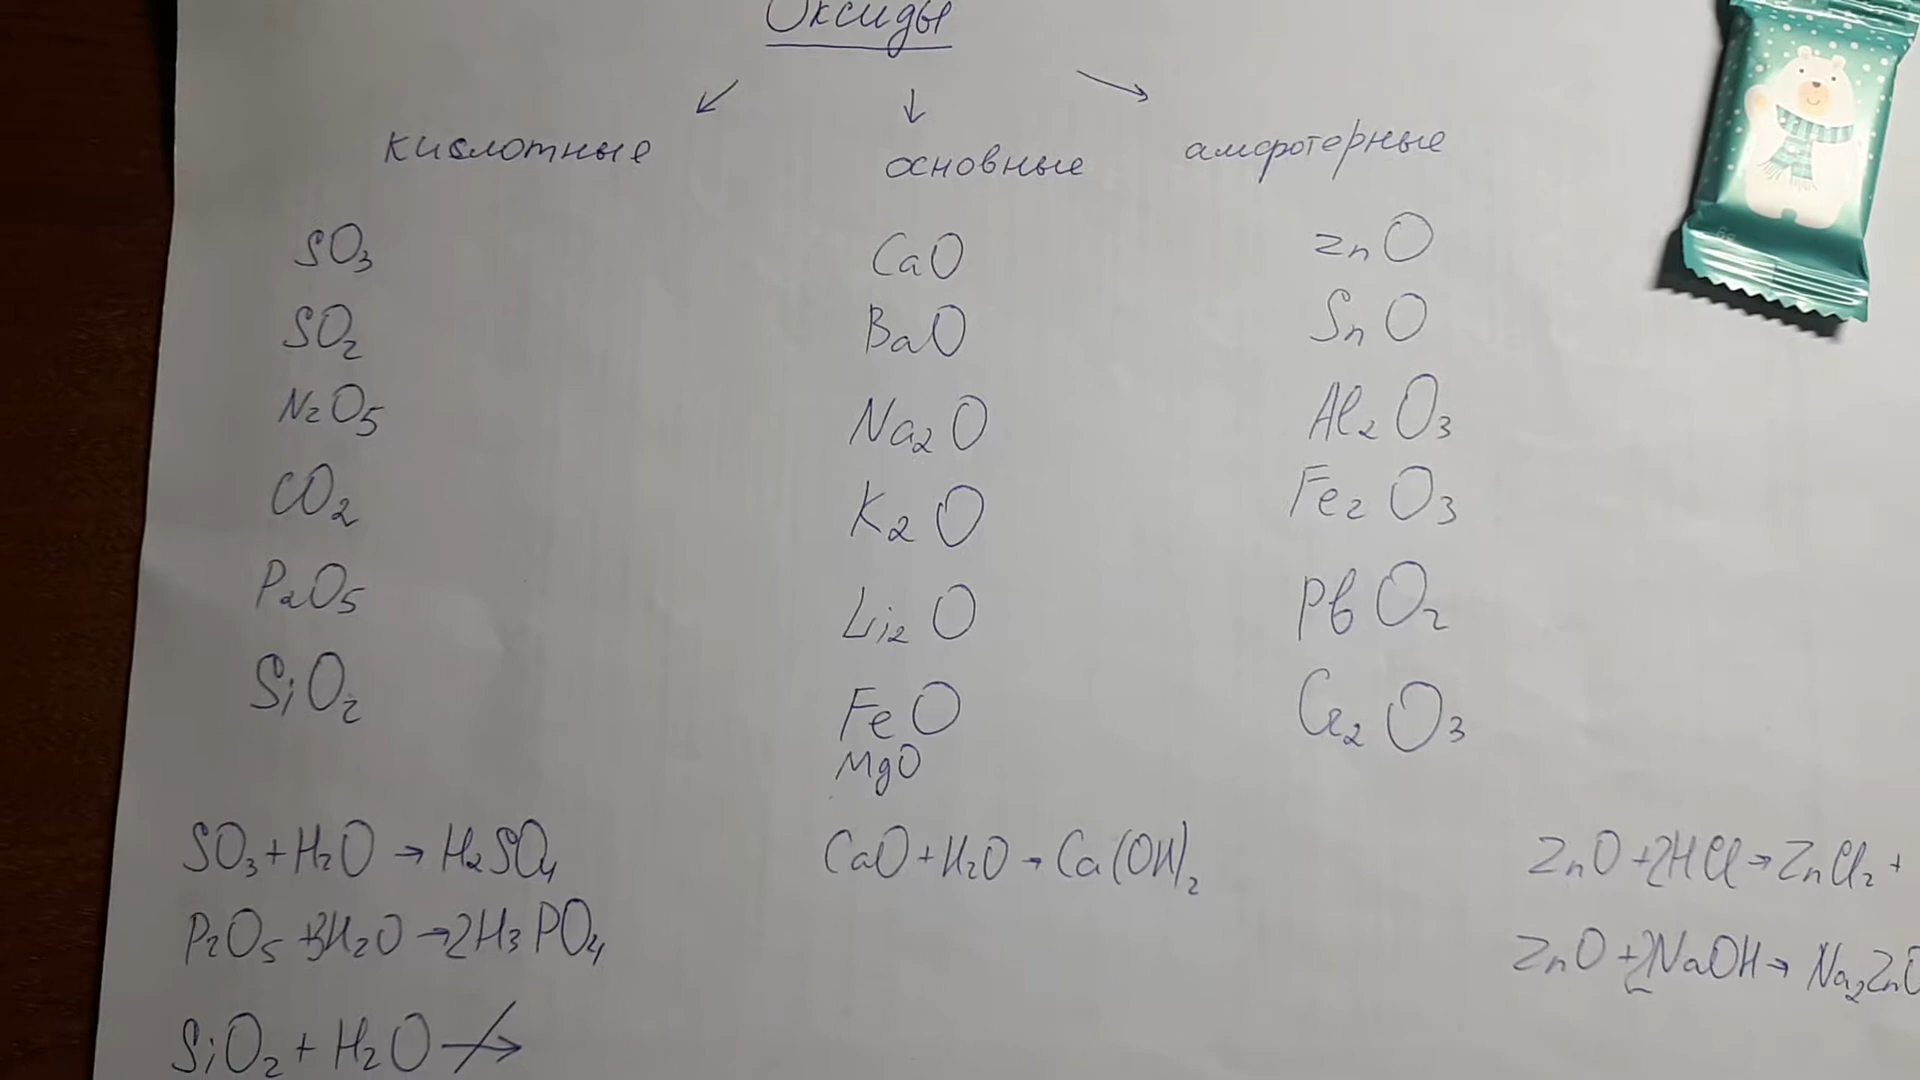 Оксиды
↙ ↓ ↘
кислотные основные амфотерные
SO₃ CaO ZnO
SO₂ BaO SnO
N₂O₅ Na₂O Al₂O₃
CO₂ K₂O Fe₂O₃
P₂O₅ Li₂O PbO₂
SiO₂ FeO Cr₂O₃
MgO
SO₃+H₂O → H₂SO₄ CaO+H₂O → Ca(OH)₂ ZnO+2HCl→ZnCl₂+
P₂O₅+3H₂O→2H₃PO₄ ZnO+2NaOH→Na₂ZnO
SiO₂+H₂O ↛